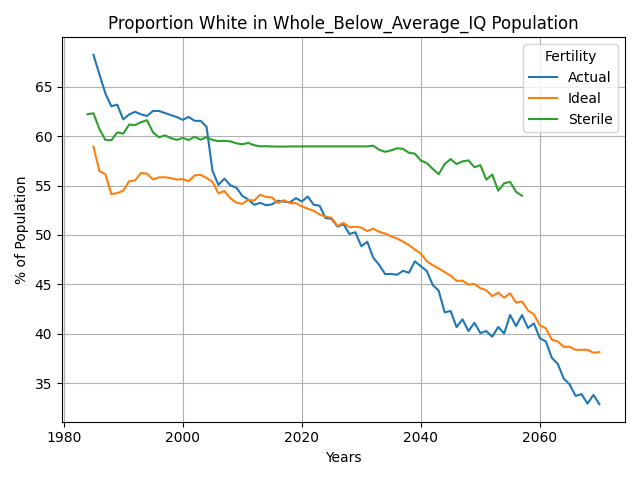 Proportion White in Whole_Below_Average_IQ Population
Fertility
Actual
Ideal
Sterile
% of Population
65
60
55
50
45
40
35
1980
2000
2020
2040
2060
Years